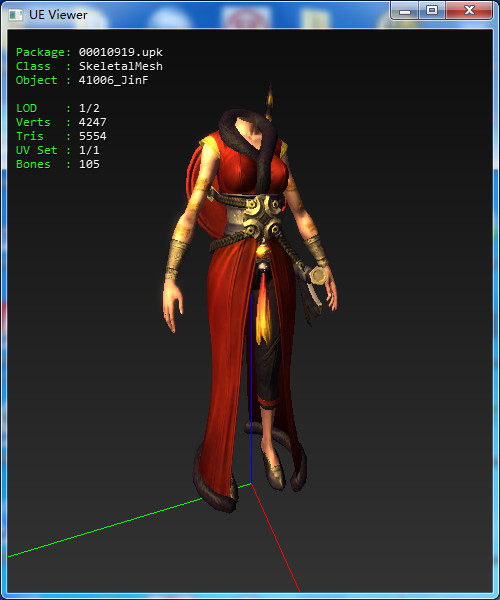 UE Viewer
Package: 00010919.upk
Class : SkeletalMesh
Object : 41006_JinF
LOD : 1/2
Verts : 4247
Tris : 5554
UV Set : 1/1
Bones : 105